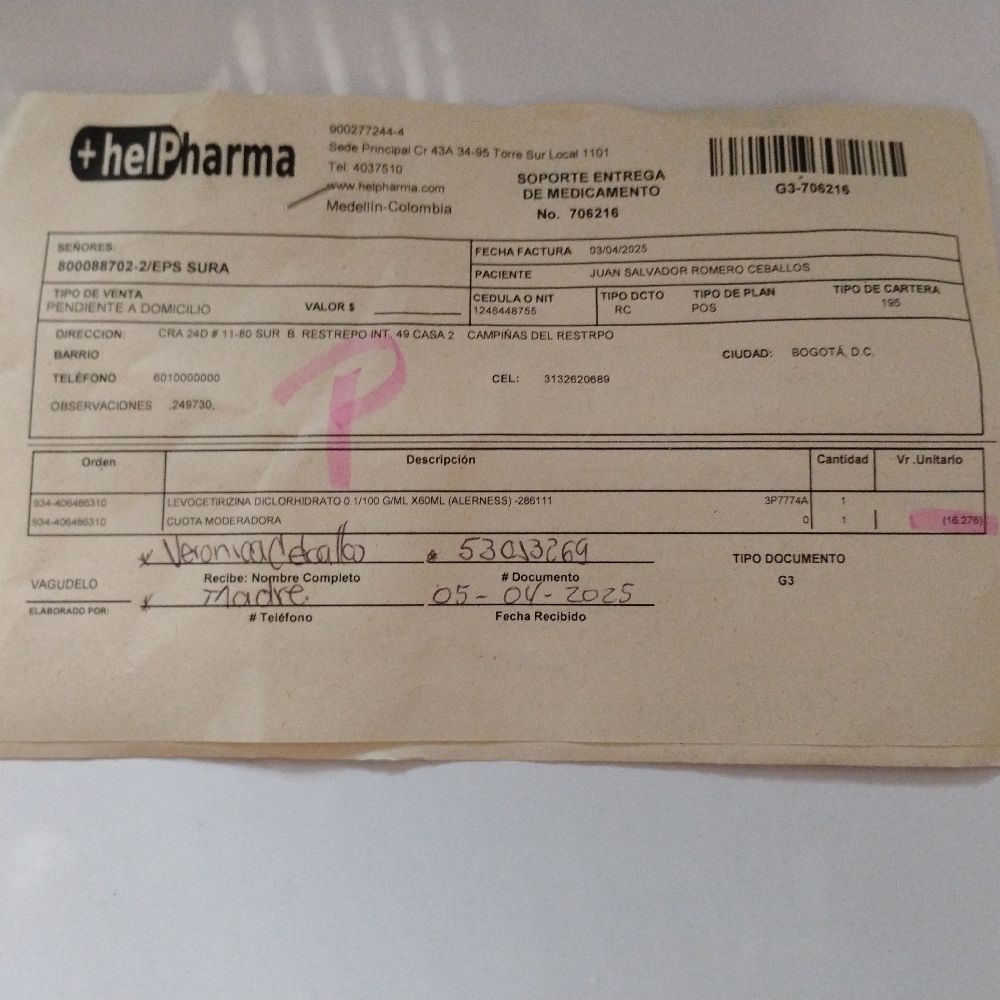 +helPharma
900277244-4
Sede Principal Cr 43A 34-95 Torre Sur Local 1101
Tel: 4037510
www.helpharma.com
Medellín-Colombia
SOPORTE ENTREGA
DE MEDICAMENTO
No. 706216
G3-706216
SEÑORES:
800088702-2/EPS SURA
FECHA FACTURA 03/04/2025
PACIENTE JUAN SALVADOR ROMERO CEBALLOS
TIPO DE VENTA
PENDIENTE A DOMICILIO VALOR $
CEDULA O NIT
1246448755
TIPO DCTO
RC
TIPO DE PLAN
POS
TIPO DE CARTERA
195
DIRECCION: CRA 24D # 11-80 SUR B. RESTREPO INT. 49 CASA 2 CAMPIÑAS DEL RESTRPO
BARRIO CIUDAD: BOGOTÁ, D.C.
TELÉFONO 6010000000 CEL: 3132620689
OBSERVACIONES ,249730,
P
Orden Descripción Cantidad Vr .Unitario
934-406486310 LEVOCETIRIZINA DICLORHIDRATO 0.1/100 G/ML X60ML (ALERNESS) -286111 3P7774A 1
934-406486310 CUOTA MODERADORA 0 1 (16.276)
Veronica Ceballos 53013269
Recibe: Nombre Completo # Documento
Madre 05-04-2025
# Teléfono Fecha Recibido
VAGUDELO
ELABORADO POR:
TIPO DOCUMENTO
G3